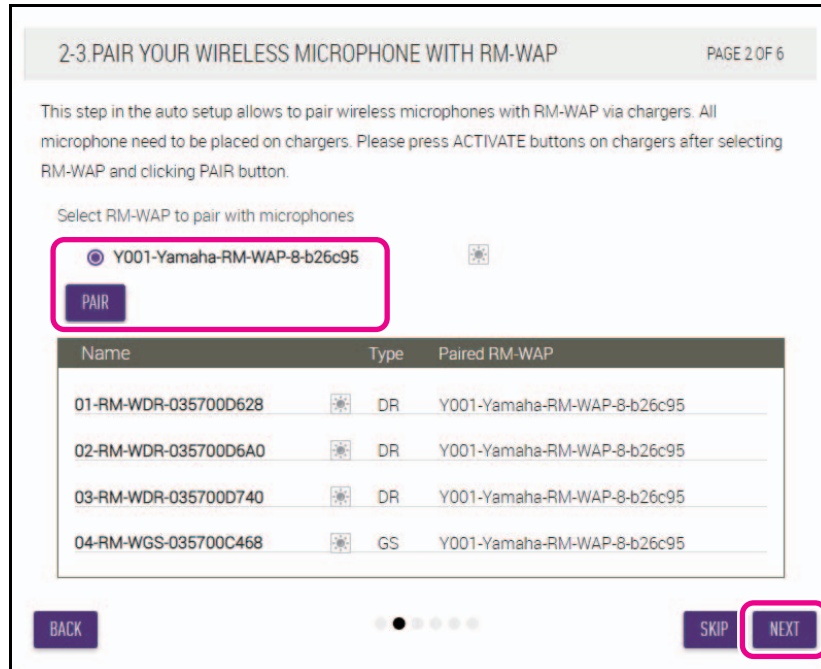 2-3.PAIR YOUR WIRELESS MICROPHONE WITH RM-WAP PAGE 2 OF 6
This step in the auto setup allows to pair wireless microphones with RM-WAP via chargers. All
microphone need to be placed on chargers. Please press ACTIVATE buttons on chargers after selecting
RM-WAP and clicking PAIR button.
Select RM-WAP to pair with microphones
Y001-Yamaha-RM-WAP-8-b26c95
PAIR
Name Type Paired RM-WAP
01-RM-WDR-035700D628 DR Y001-Yamaha-RM-WAP-8-b26c95
02-RM-WDR-035700D6A0 DR Y001-Yamaha-RM-WAP-8-b26c95
03-RM-WDR-035700D740 DR Y001-Yamaha-RM-WAP-8-b26c95
04-RM-WGS-035700C468 GS Y001-Yamaha-RM-WAP-8-b26c95
BACK SKIP NEXT